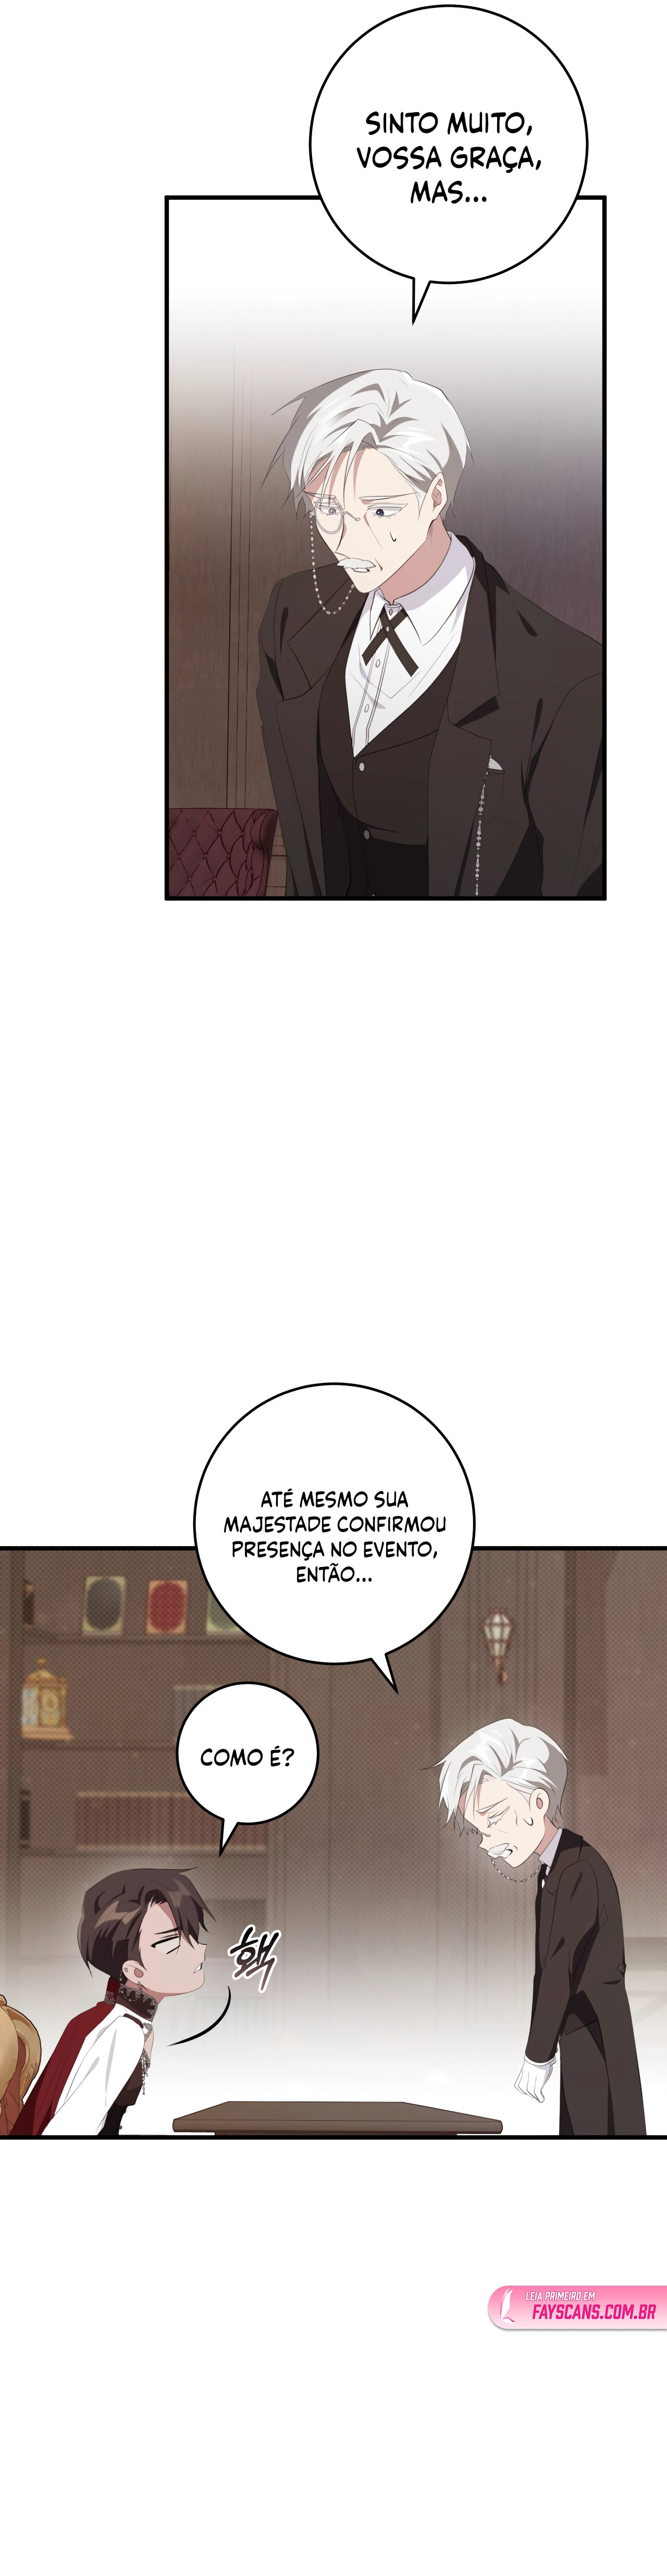 SINTO MUITO,
VOSSA GRAÇA,
MAS...
ATÉ MESMO SUA
MAJESTADE CONFIRMOU
PRESENÇA NO EVENTO,
ENTÃO...
COMO É?
핵
LEIA PRIMEIRO EM
FAYSCANS.COM.BR